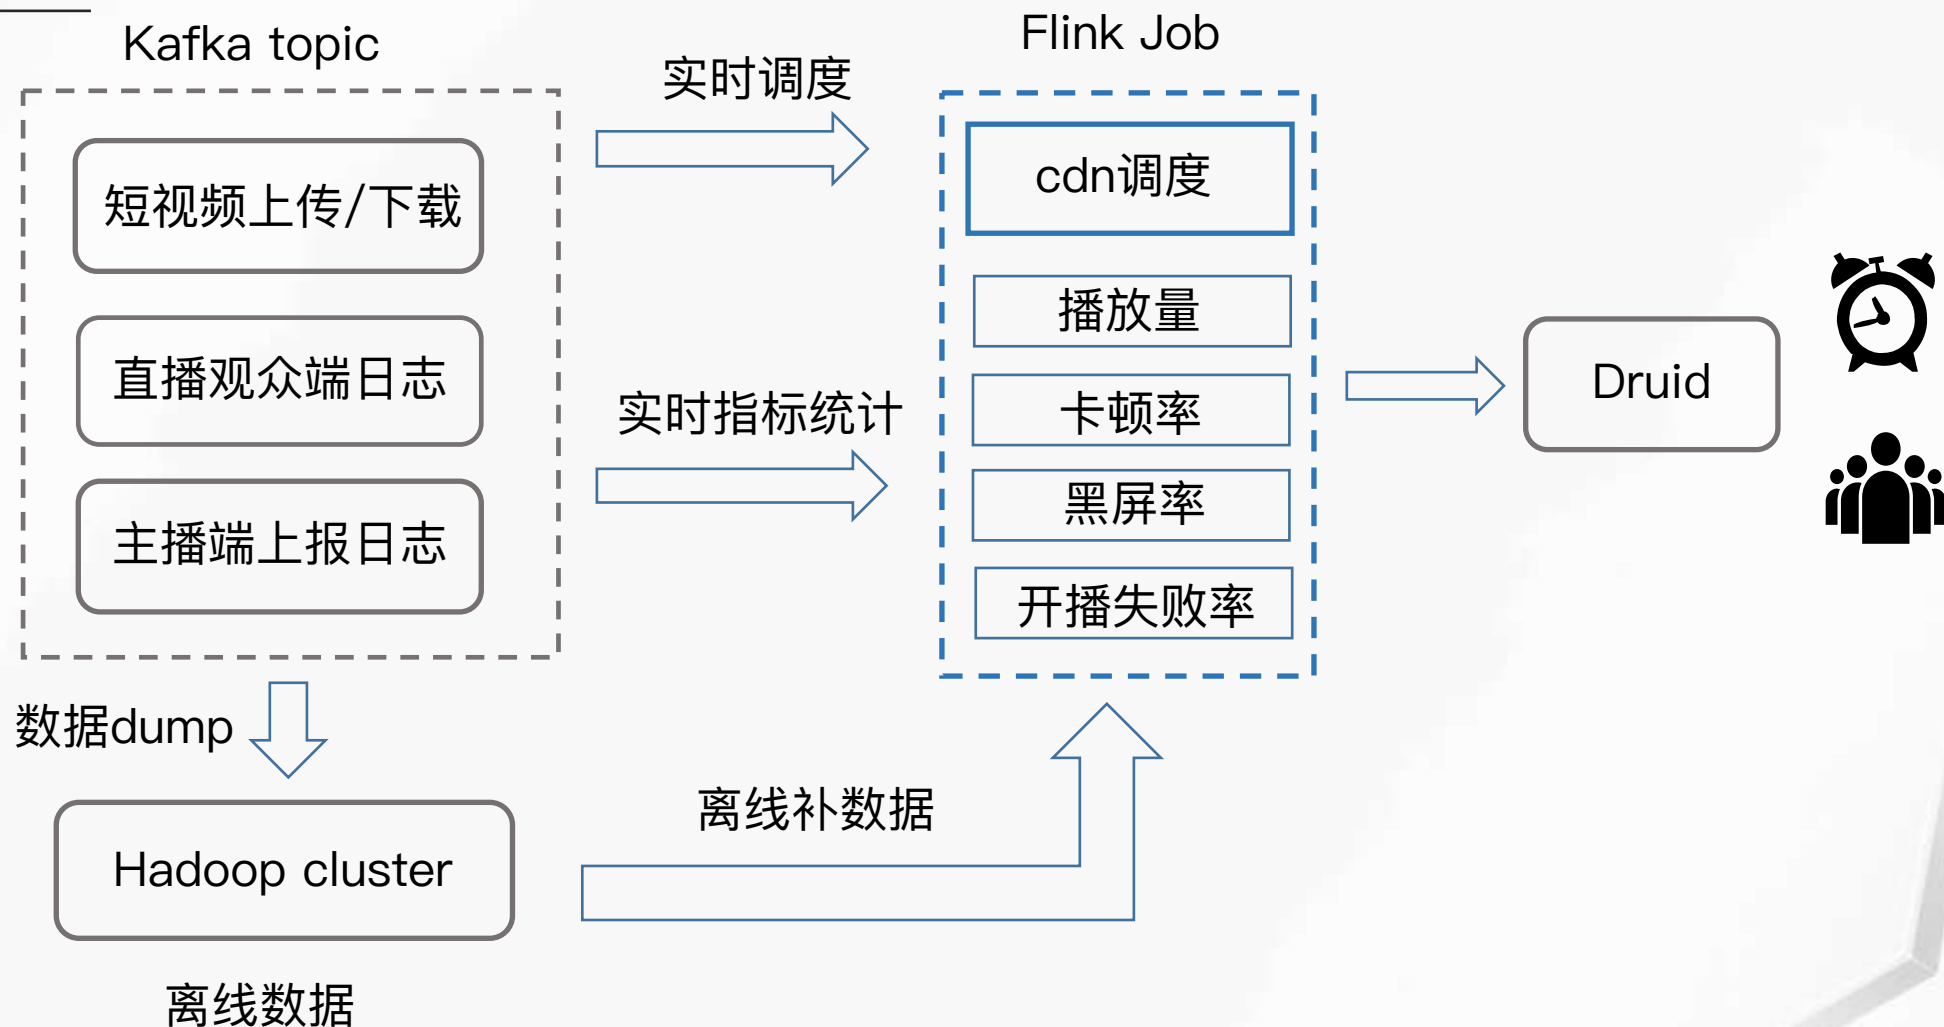 Kafka topic
短视频上传/下载
直播观众端日志
主播端上报日志
实时调度
实时指标统计
Flink Job
cdn调度
播放量
卡顿率
黑屏率
开播失败率
Druid
数据dump
Hadoop cluster
离线补数据
离线数据